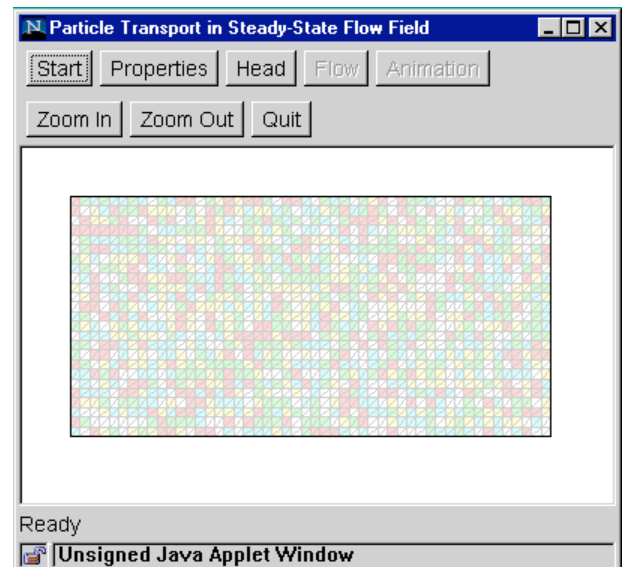 Particle Transport in Steady-State Flow Field
Start Properties Head Flow Animation
Zoom In Zoom Out Quit
Ready
Unsigned Java Applet Window